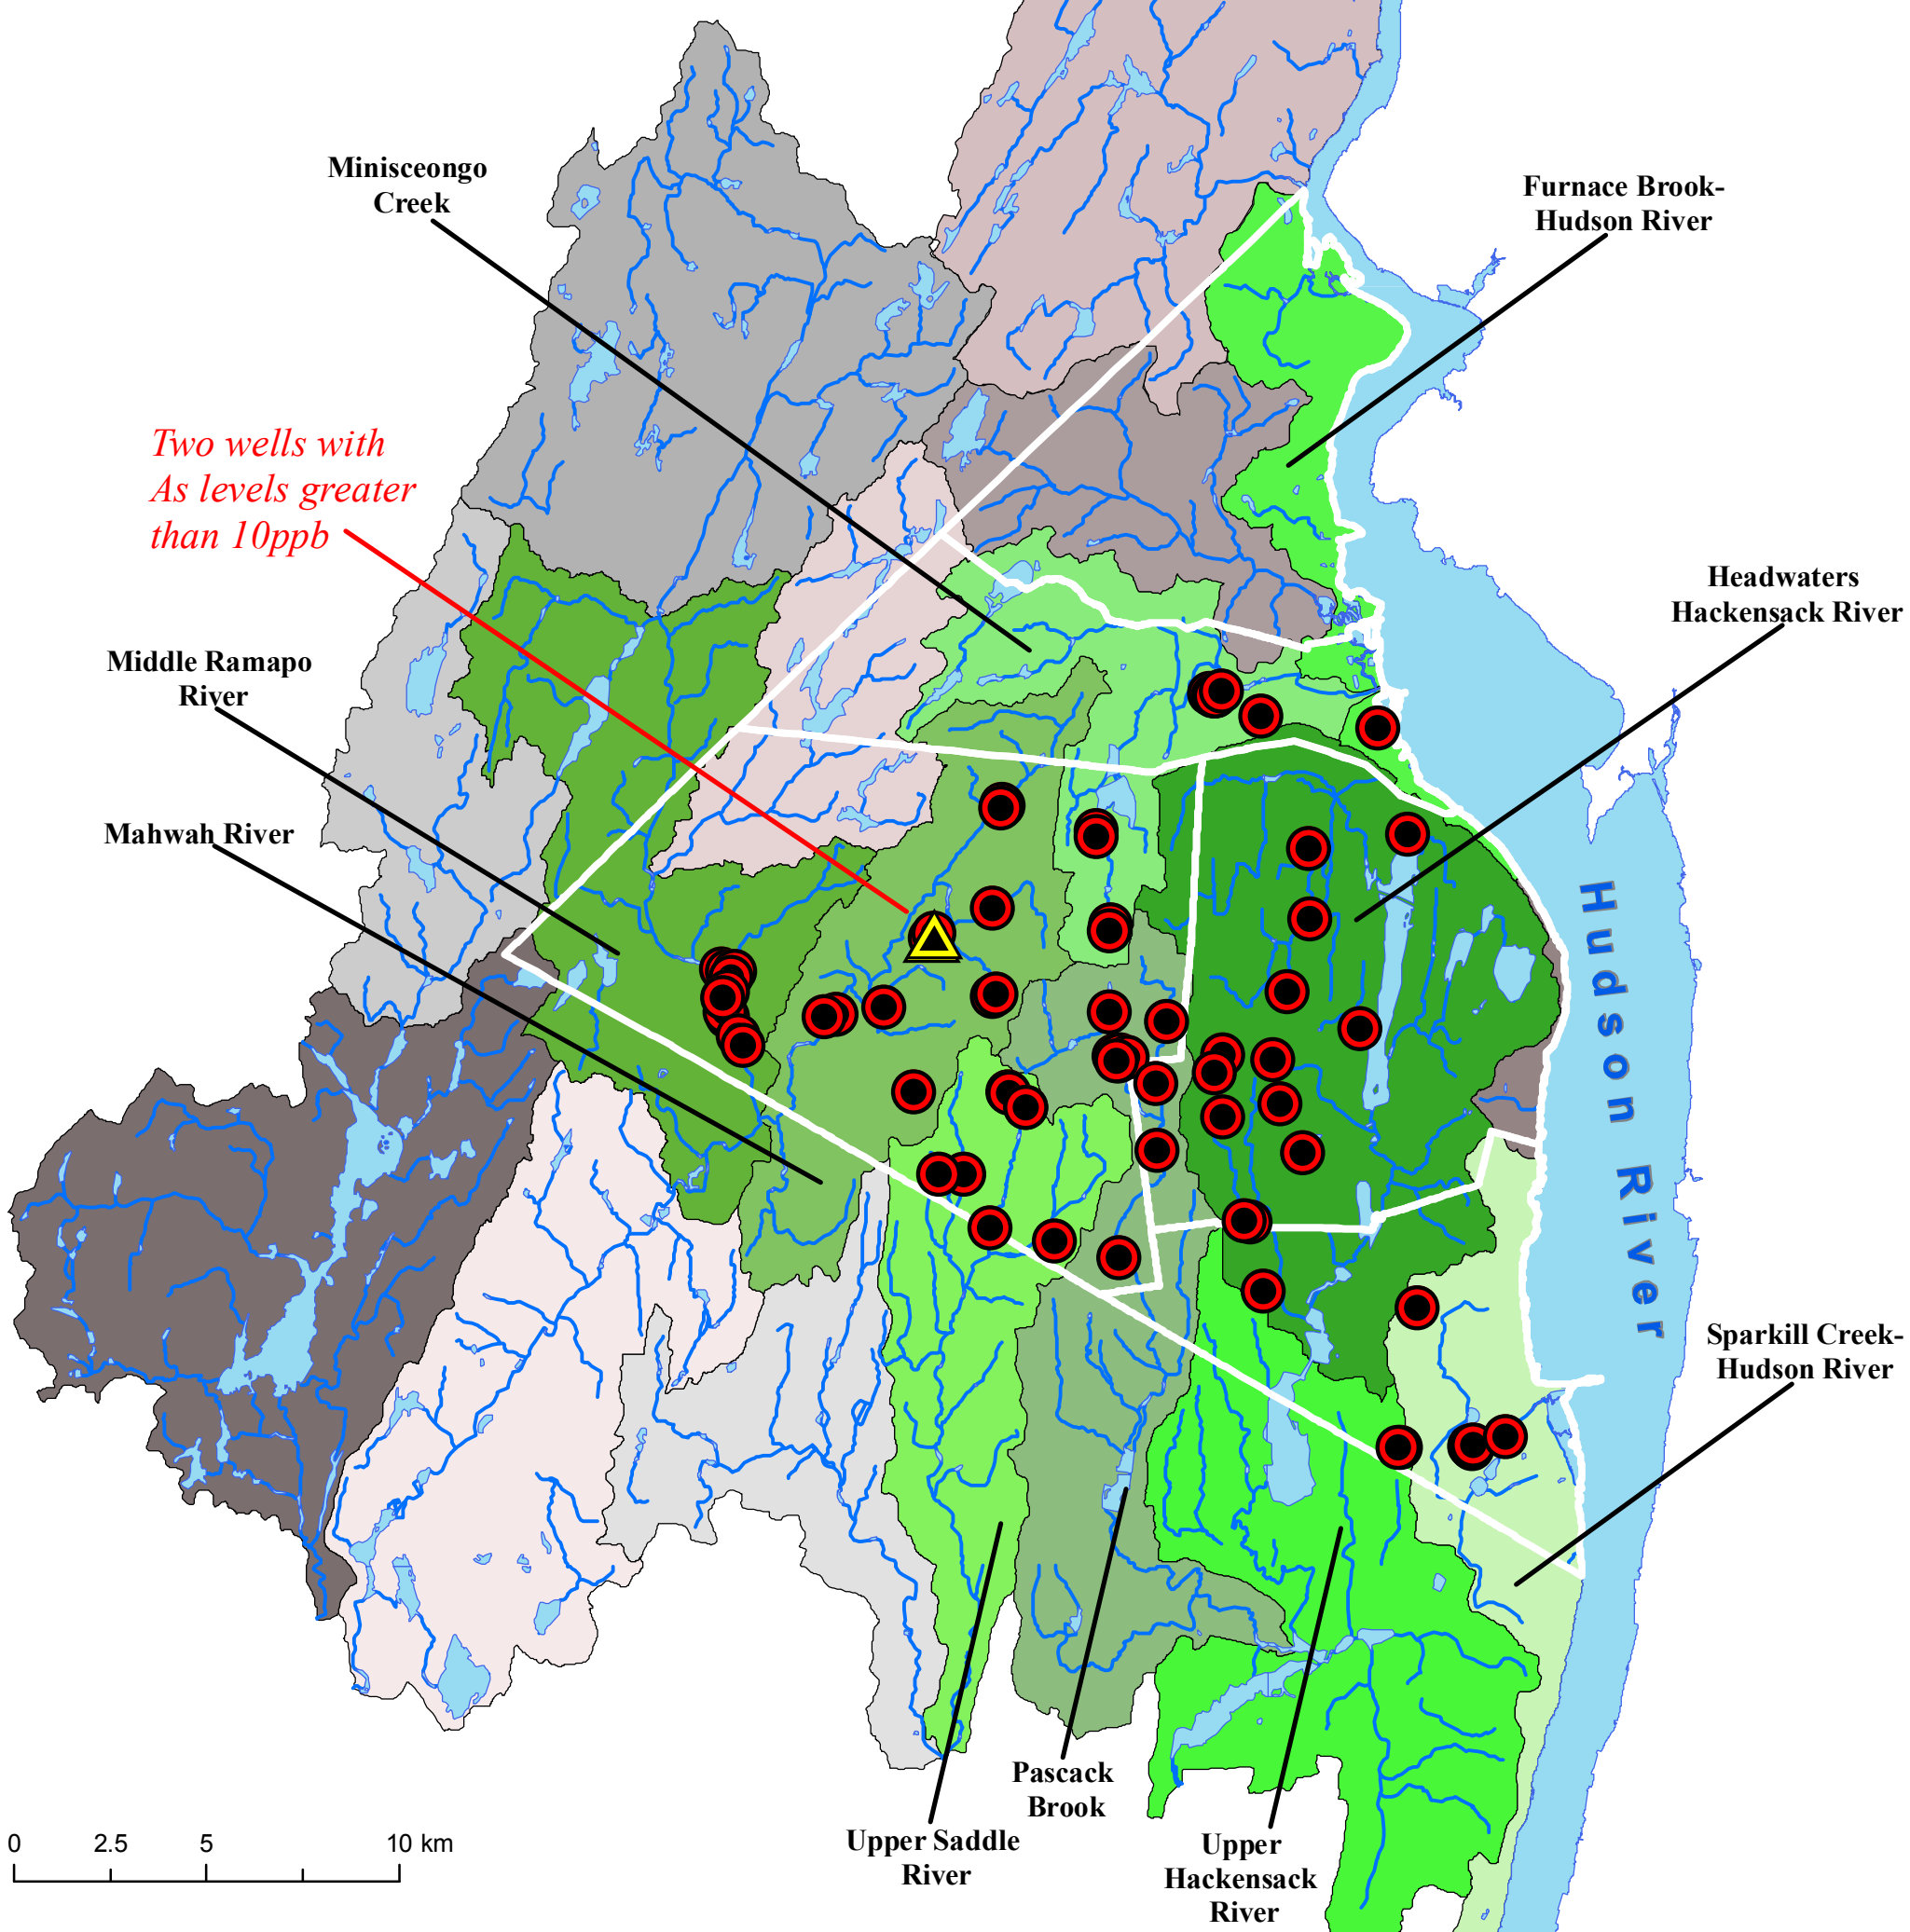 Minisceongo
Creek
Furnace Brook-
Hudson River
Two wells with
As levels greater
than 10ppb
Headwaters
Hackensack River
Middle Ramapo
River
Mahwah River
Hudson River
Sparkill Creek-
Hudson River
Pascack
Brook
Upper Saddle
River
Upper
Hackensack
River
0 2.5 5 10 km